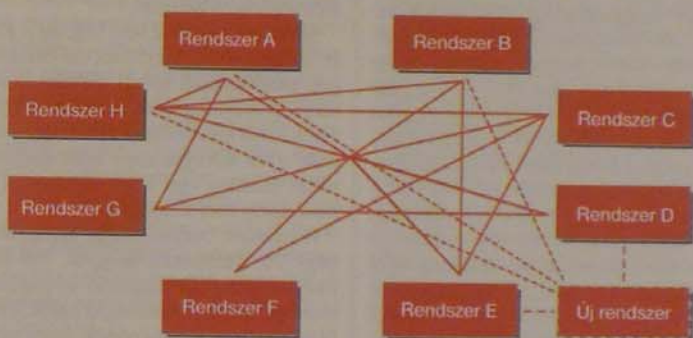 Rendszer A
Rendszer B
Rendszer H
Rendszer C
Rendszer G
Rendszer D
Rendszer F
Rendszer E
Új rendszer